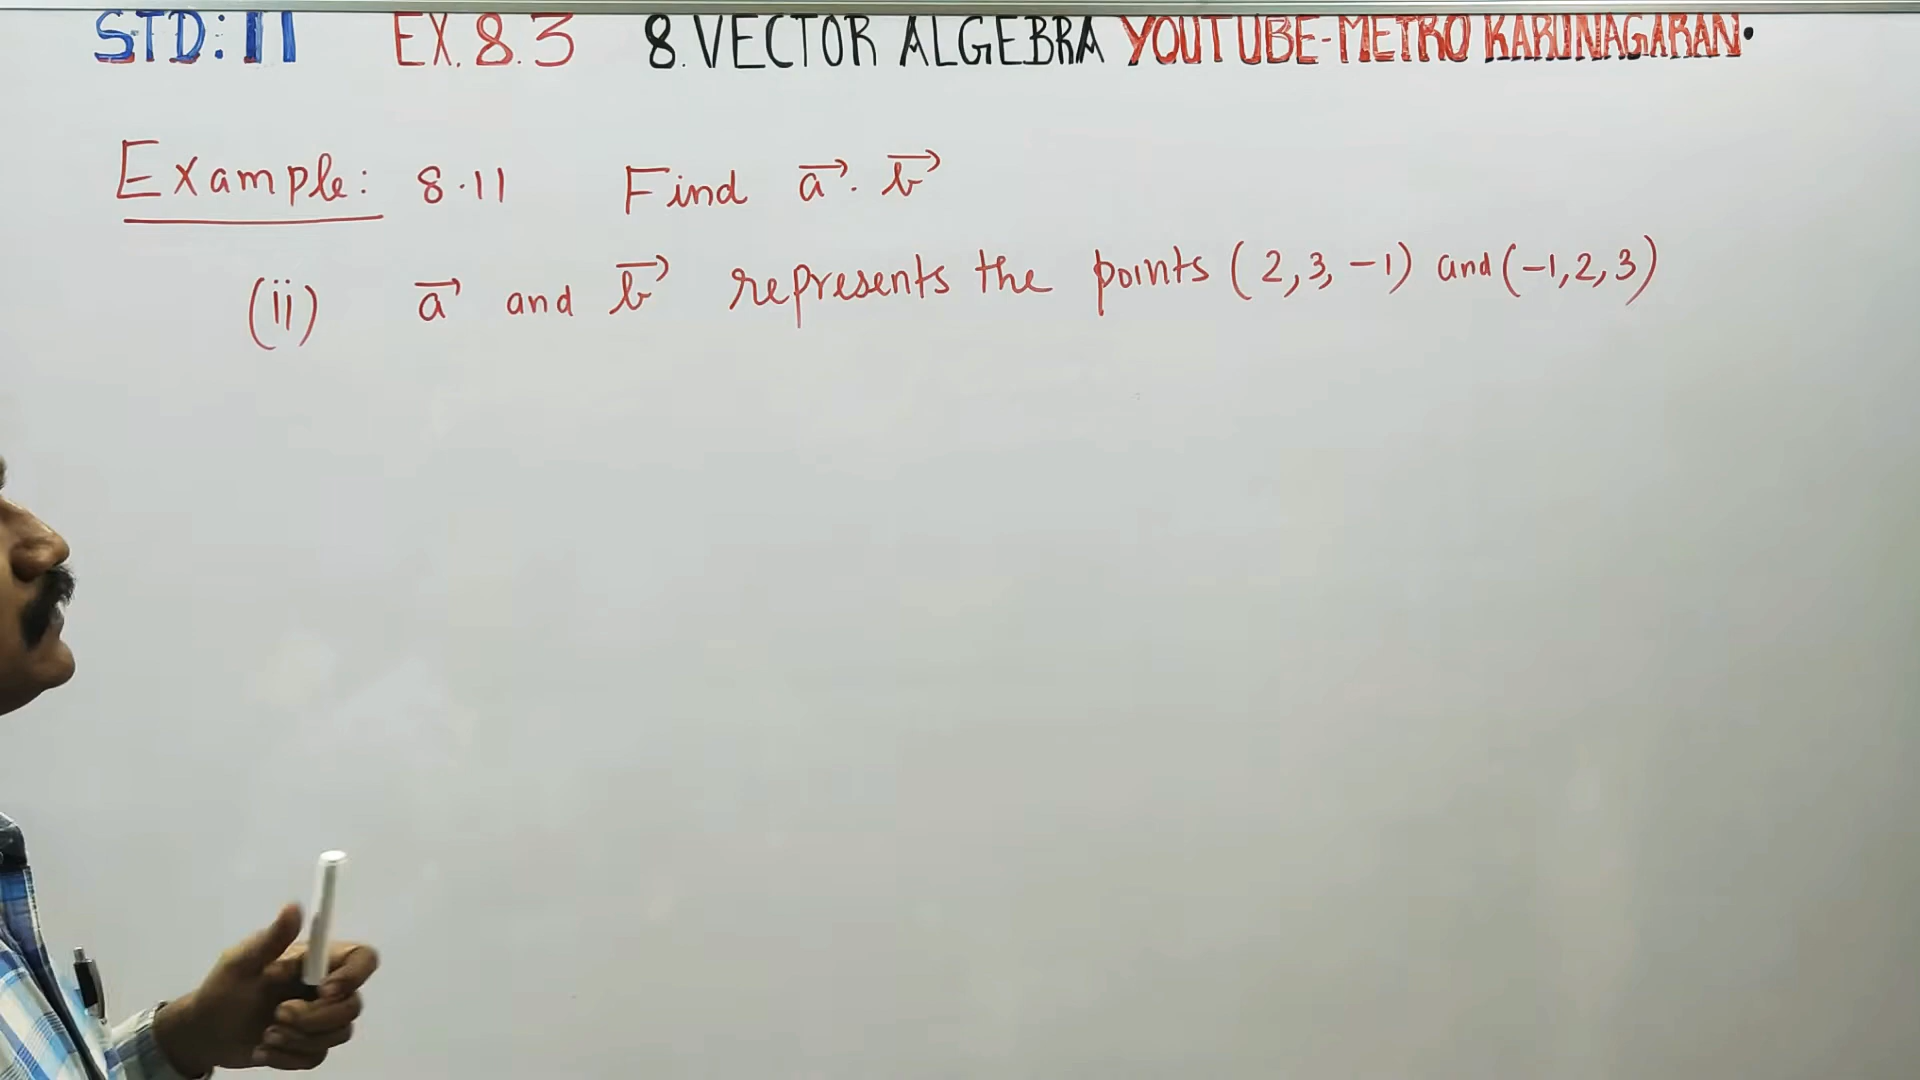 STD: 11 EX. 8.3 8. VECTOR ALGEBRA YOUTUBE-METRO KARUNAGARAN.
Example: 8.11 Find a⃗. b⃗
(ii) a⃗ and b⃗ represents the points (2,3,-1) and (-1,2,3)